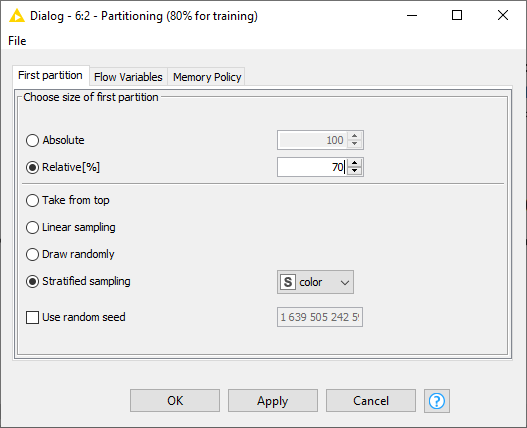 Dialog - 6:2 - Partitioning (80% for training)
File
First partition Flow Variables Memory Policy
Choose size of first partition
Absolute 100
Relative[%] 70
Take from top
Linear sampling
Draw randomly
Stratified sampling S color
Use random seed 1 639 505 242 5
OK Apply Cancel ?